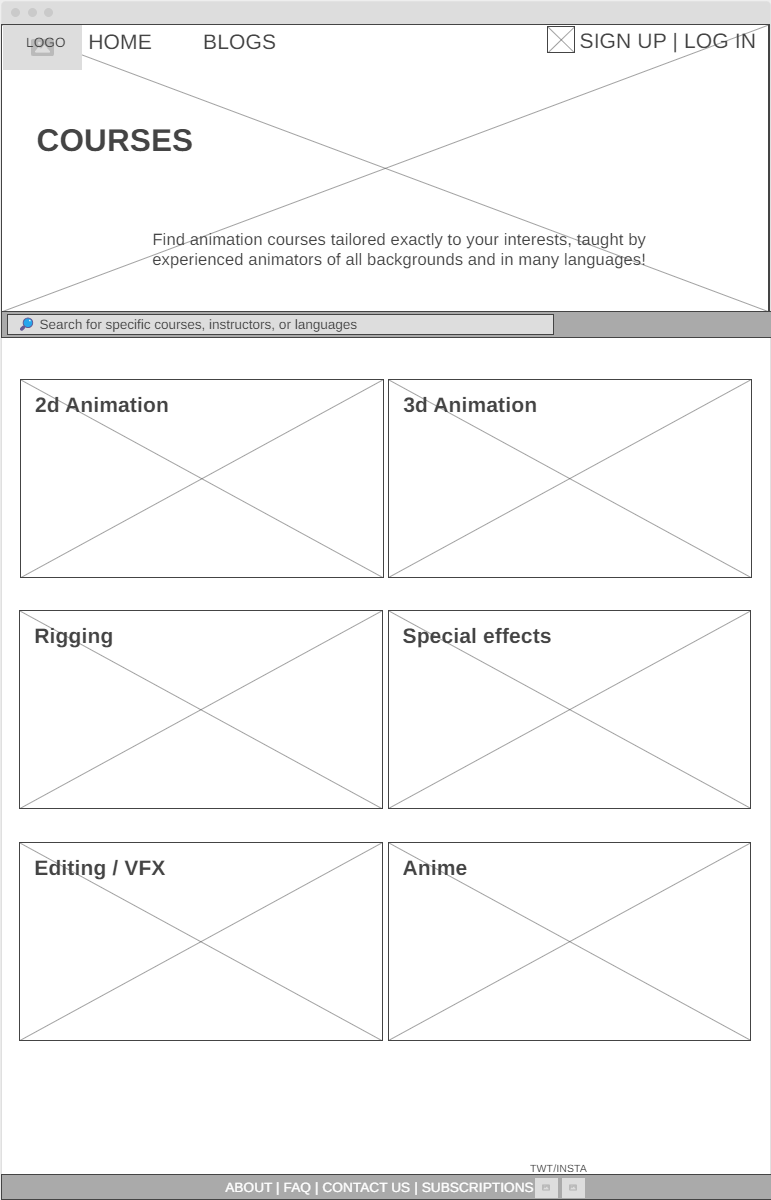 LOGO HOME BLOGS SIGN UP | LOG IN
COURSES
Find animation courses tailored exactly to your interests, taught by
experienced animators of all backgrounds and in many languages!
Search for specific courses, instructors, or languages
2d Animation 3d Animation
Rigging Special effects
Editing / VFX Anime
TWT/INSTA
ABOUT | FAQ | CONTACT US | SUBSCRIPTIONS